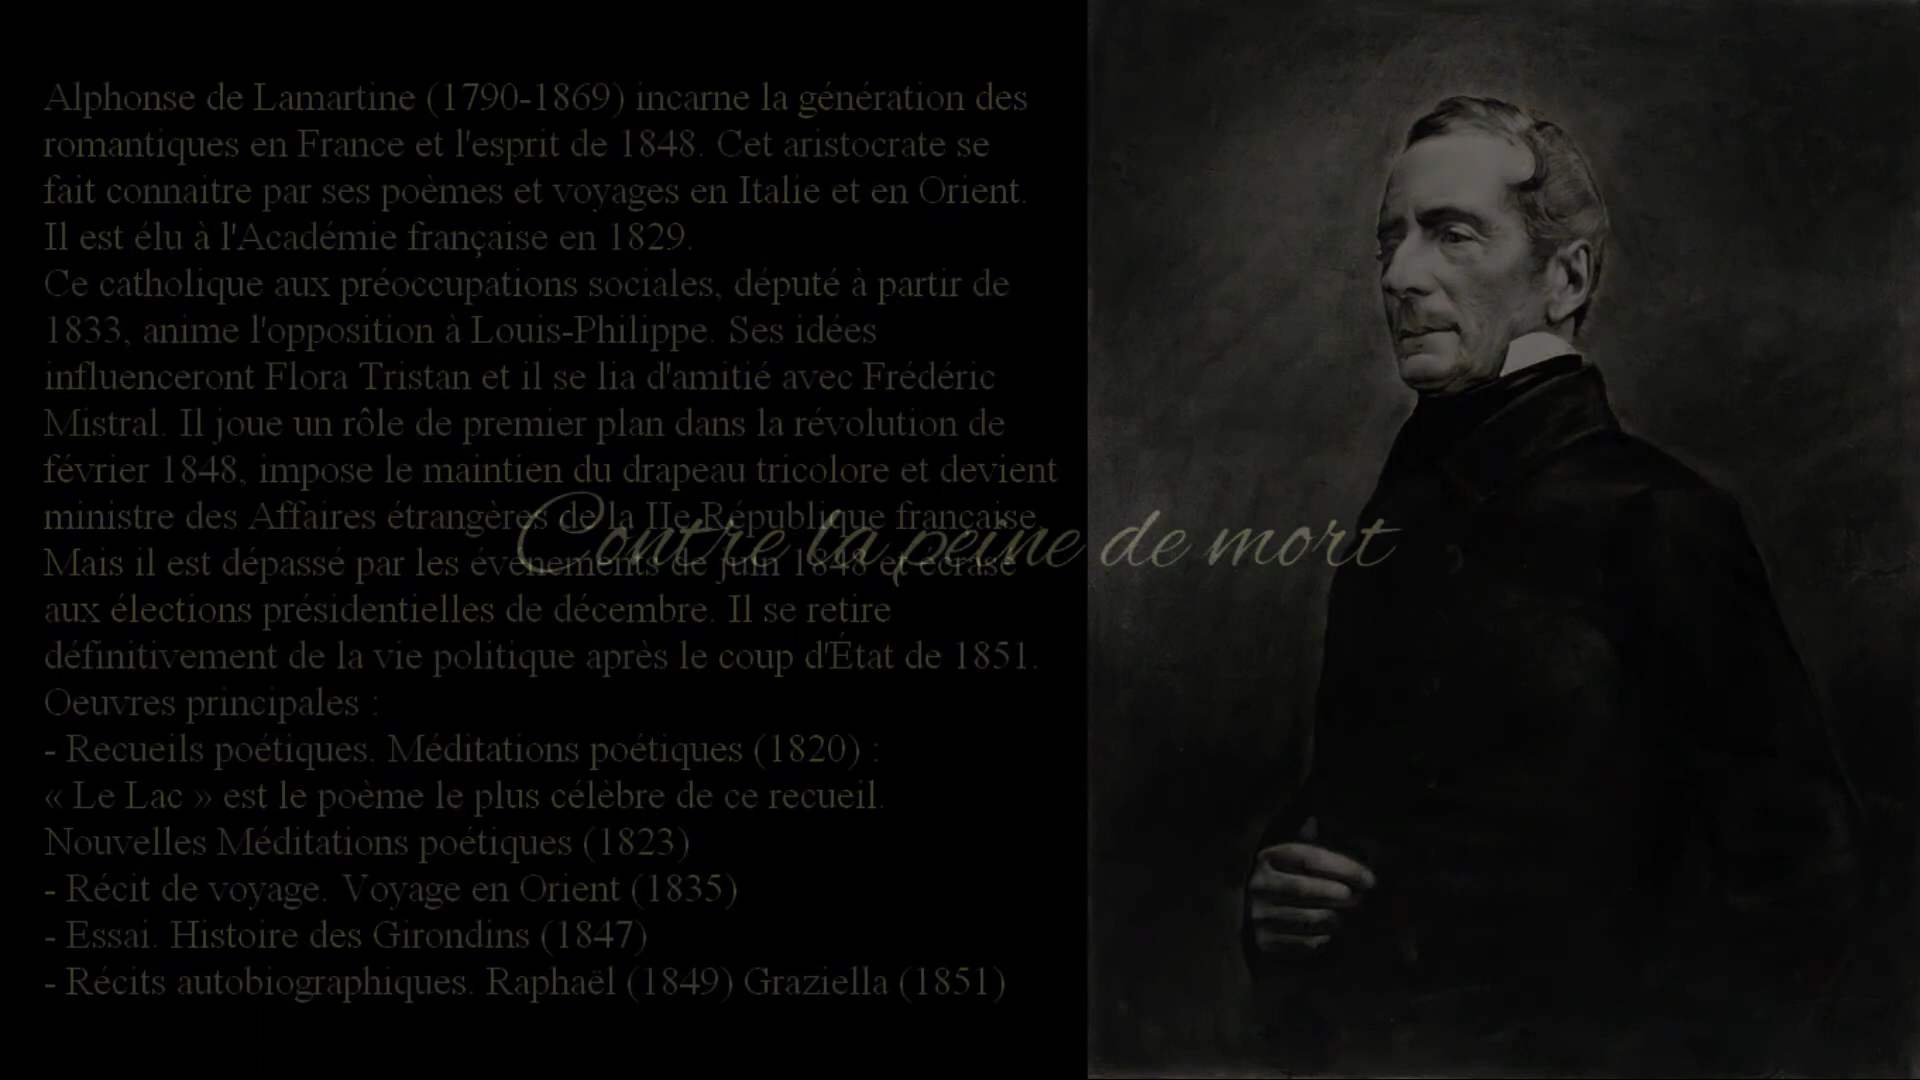 Alphonse de Lamartine (1790-1869) incarne la génération des
romantiques en France et l'esprit de 1848. Cet aristocrate se
fait connaitre par ses poèmes et voyages en Italie et en Orient.
Il est élu à l'Académie française en 1829.
Ce catholique aux préoccupations sociales, député à partir de
1833, anime l'opposition à Louis-Philippe. Ses idées
influenceront Flora Tristan et il se lia d'amitié avec Frédéric
Mistral. Il joue un rôle de premier plan dans la révolution de
février 1848, impose le maintien du drapeau tricolore et devient
ministre des Affaires étrangères de la IIe République française.
Contre la peine de mort
Mais il est dépassé par les évènements de juin 1848 et écrasé
aux élections présidentielles de décembre. Il se retire
définitivement de la vie politique après le coup d'État de 1851.
Oeuvres principales :
- Recueils poétiques. Méditations poétiques (1820) :
« Le Lac » est le poème le plus célèbre de ce recueil.
Nouvelles Méditations poétiques (1823)
- Récit de voyage. Voyage en Orient (1835)
- Essai. Histoire des Girondins (1847)
- Récits autobiographiques. Raphaël (1849) Graziella (1851)